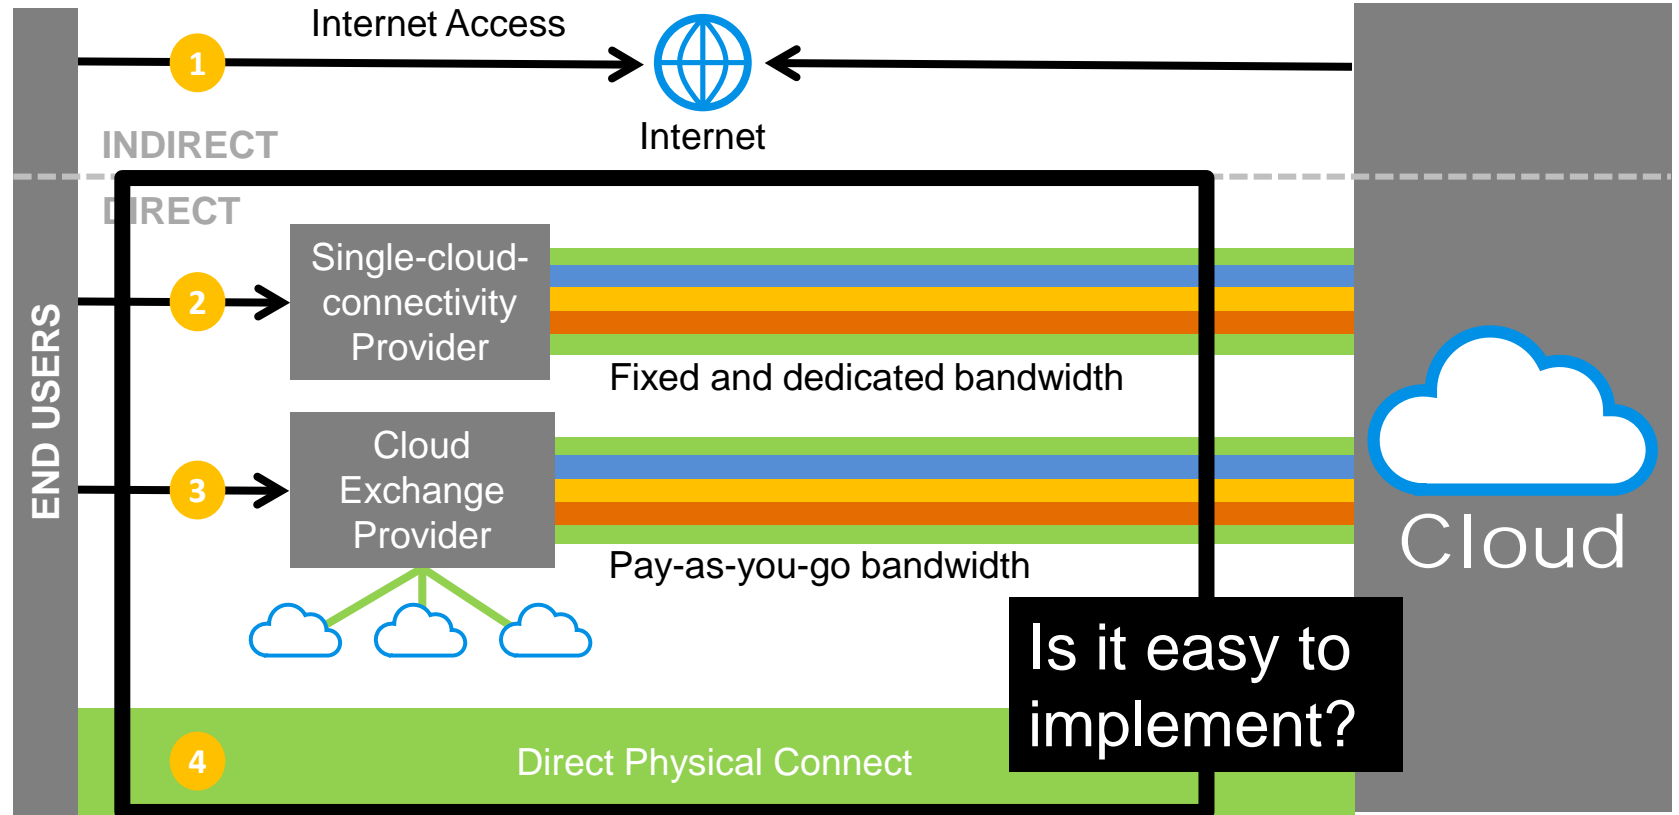 Internet Access
1
Internet
INDIRECT
DIRECT
END USERS
2
Single-cloud-
connectivity
Provider
Fixed and dedicated bandwidth
3
Cloud
Exchange
Provider
Pay-as-you-go bandwidth
Cloud
Is it easy to
implement?
4
Direct Physical Connect